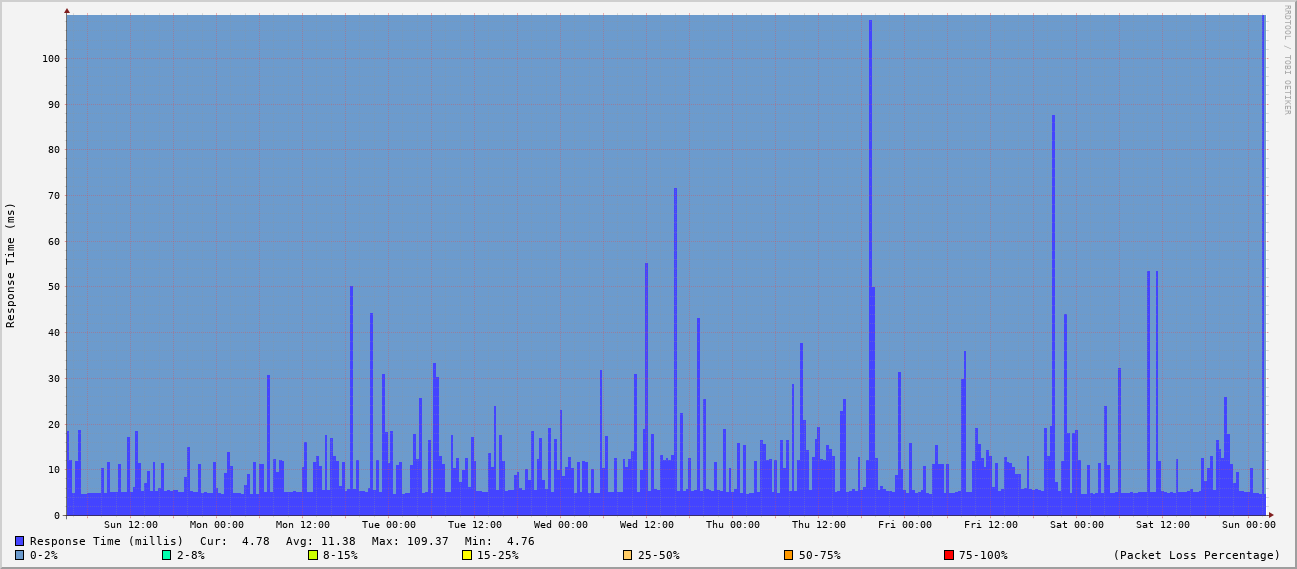 RRDTOOL / TOBI OETIKER
Response Time (ms)
100
90
80
70
60
50
40
30
20
10
0
Sun 12:00 Mon 00:00 Mon 12:00 Tue 00:00 Tue 12:00 Wed 00:00 Wed 12:00 Thu 00:00 Thu 12:00 Fri 00:00 Fri 12:00 Sat 00:00 Sat 12:00 Sun 00:00
Response Time (millis) Cur: 4.78 Avg: 11.38 Max: 109.37 Min: 4.76
0-2% 2-8% 8-15% 15-25% 25-50% 50-75% 75-100% (Packet Loss Percentage)